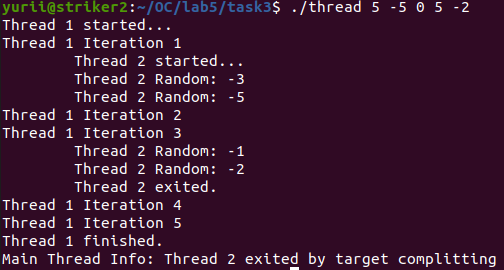 yurii@striker2:~/OC/lab5/task3$ ./thread 5 -5 0 5 -2
Thread 1 started...
Thread 1 Iteration 1
Thread 2 started...
Thread 2 Random: -3
Thread 2 Random: -5
Thread 1 Iteration 2
Thread 1 Iteration 3
Thread 2 Random: -1
Thread 2 Random: -2
Thread 2 exited.
Thread 1 Iteration 4
Thread 1 Iteration 5
Thread 1 finished.
Main Thread Info: Thread 2 exited by target complitting